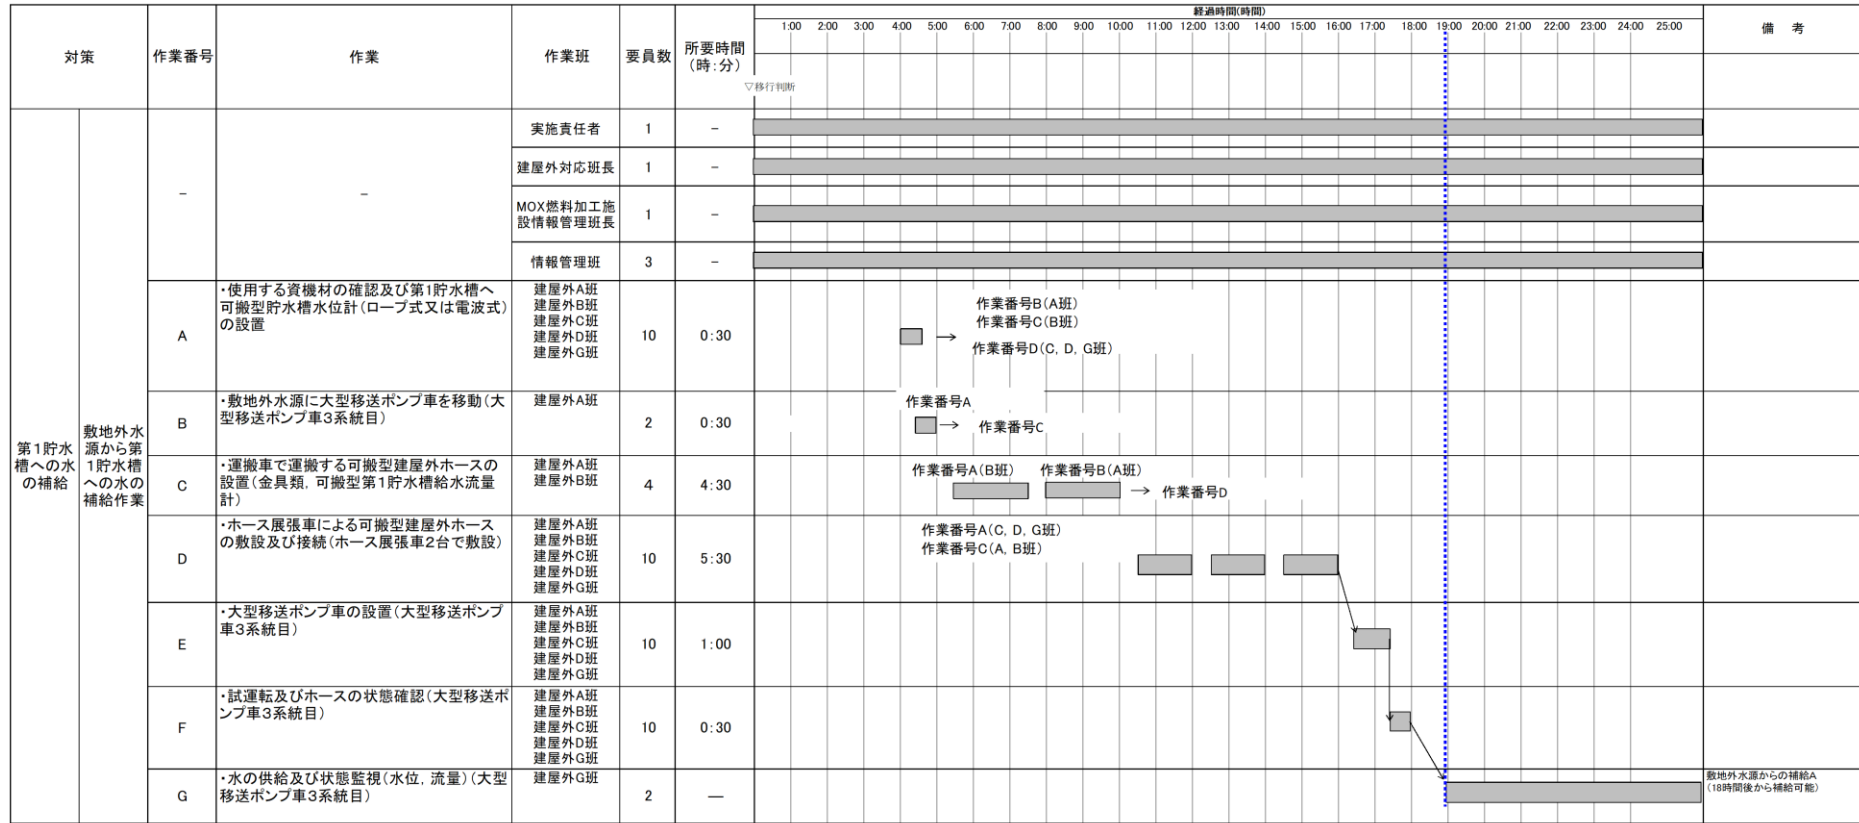 経過時間(時間)
対策
作業番号
作業
作業班
要員数
所要時間
(時:分)
1:00 2:00 3:00 4:00 5:00 6:00 7:00 8:00 9:00 10:00 11:00 12:00 13:00 14:00 15:00 16:00 17:00 18:00 19:00 20:00 21:00 22:00 23:00 24:00 25:00
備 考
▽移行判断
第1貯水
槽への水
の補給
敷地外水
源から第
1貯水槽
への水の
補給作業
－
－
実施責任者 1 －
建屋外対応班長 1 －
MOX燃料加工施
設情報管理班長
1 －
情報管理班 3 －
A
・使用する資機材の確認及び第1貯水槽へ
可搬型貯水槽水位計(ロープ式又は電波式)
の設置
建屋外A班
建屋外B班
建屋外C班
建屋外D班
建屋外G班
10
0:30
作業番号B(A班)
作業番号C(B班)
→
作業番号D(C, D, G班)
B
・敷地外水源に大型移送ポンプ車を移動(大
型移送ポンプ車3系統目)
建屋外A班
2
0:30
作業番号A
→ 作業番号C
C
・運搬車で運搬する可搬型建屋外ホースの
設置(金具類, 可搬型第1貯水槽給水流量
計)
建屋外A班
建屋外B班
4
4:30
作業番号A(B班) 作業番号B(A班)
→ 作業番号D
D
・ホース展張車による可搬型建屋外ホース
の敷設及び接続(ホース展張車2台で敷設)
建屋外A班
建屋外B班
建屋外C班
建屋外D班
建屋外G班
10
5:30
作業番号A(C, D, G班)
作業番号C(A, B班)
E
・大型移送ポンプ車の設置(大型移送ポンプ
車3系統目)
建屋外A班
建屋外B班
建屋外C班
建屋外D班
建屋外G班
10
1:00
F
・試運転及びホースの状態確認(大型移送ポ
ンプ車3系統目)
建屋外A班
建屋外B班
建屋外C班
建屋外D班
建屋外G班
10
0:30
G
・水の供給及び状態監視(水位, 流量)(大型
移送ポンプ車3系統目)
建屋外G班
2
―
敷地外水源からの補給A
(18時間後から補給可能)